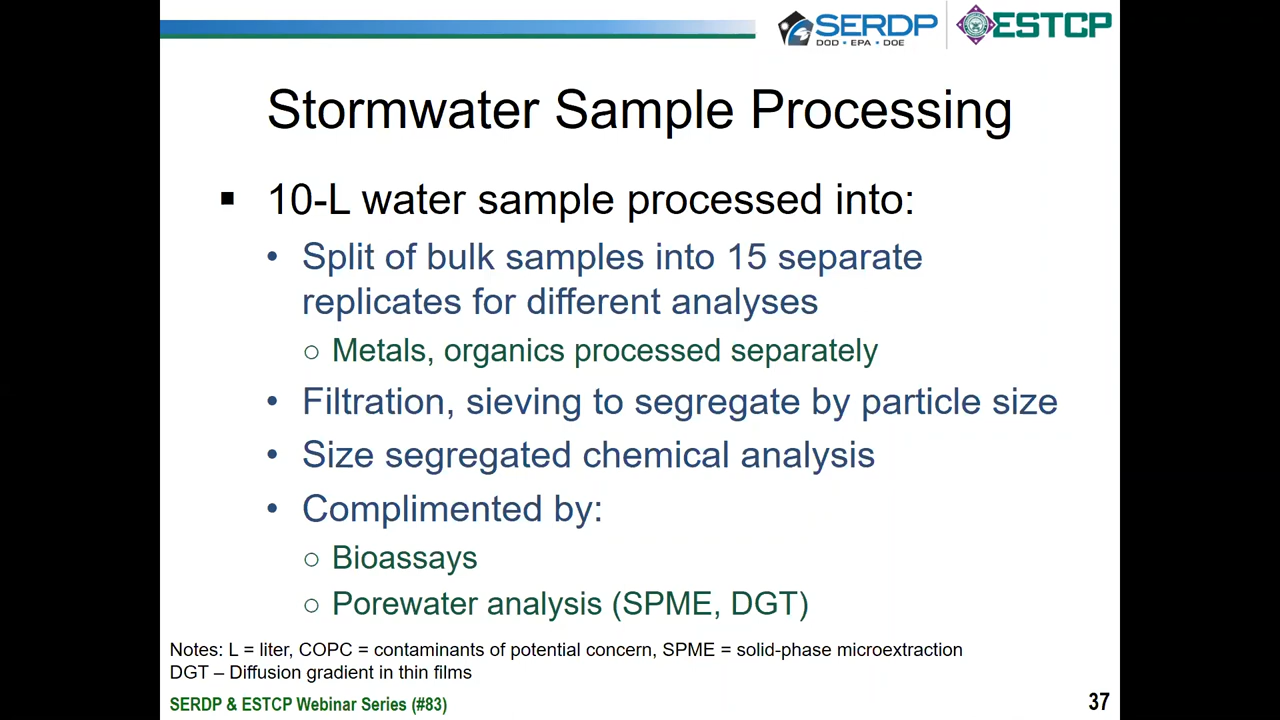 SERDP
DOD • EPA • DOE
ESTCP
Stormwater Sample Processing
▪ 10-L water sample processed into:
• Split of bulk samples into 15 separate
replicates for different analyses
○ Metals, organics processed separately
• Filtration, sieving to segregate by particle size
• Size segregated chemical analysis
• Complimented by:
○ Bioassays
○ Porewater analysis (SPME, DGT)
Notes: L = liter, COPC = contaminants of potential concern, SPME = solid-phase microextraction
DGT – Diffusion gradient in thin films
SERDP & ESTCP Webinar Series (#83)
37